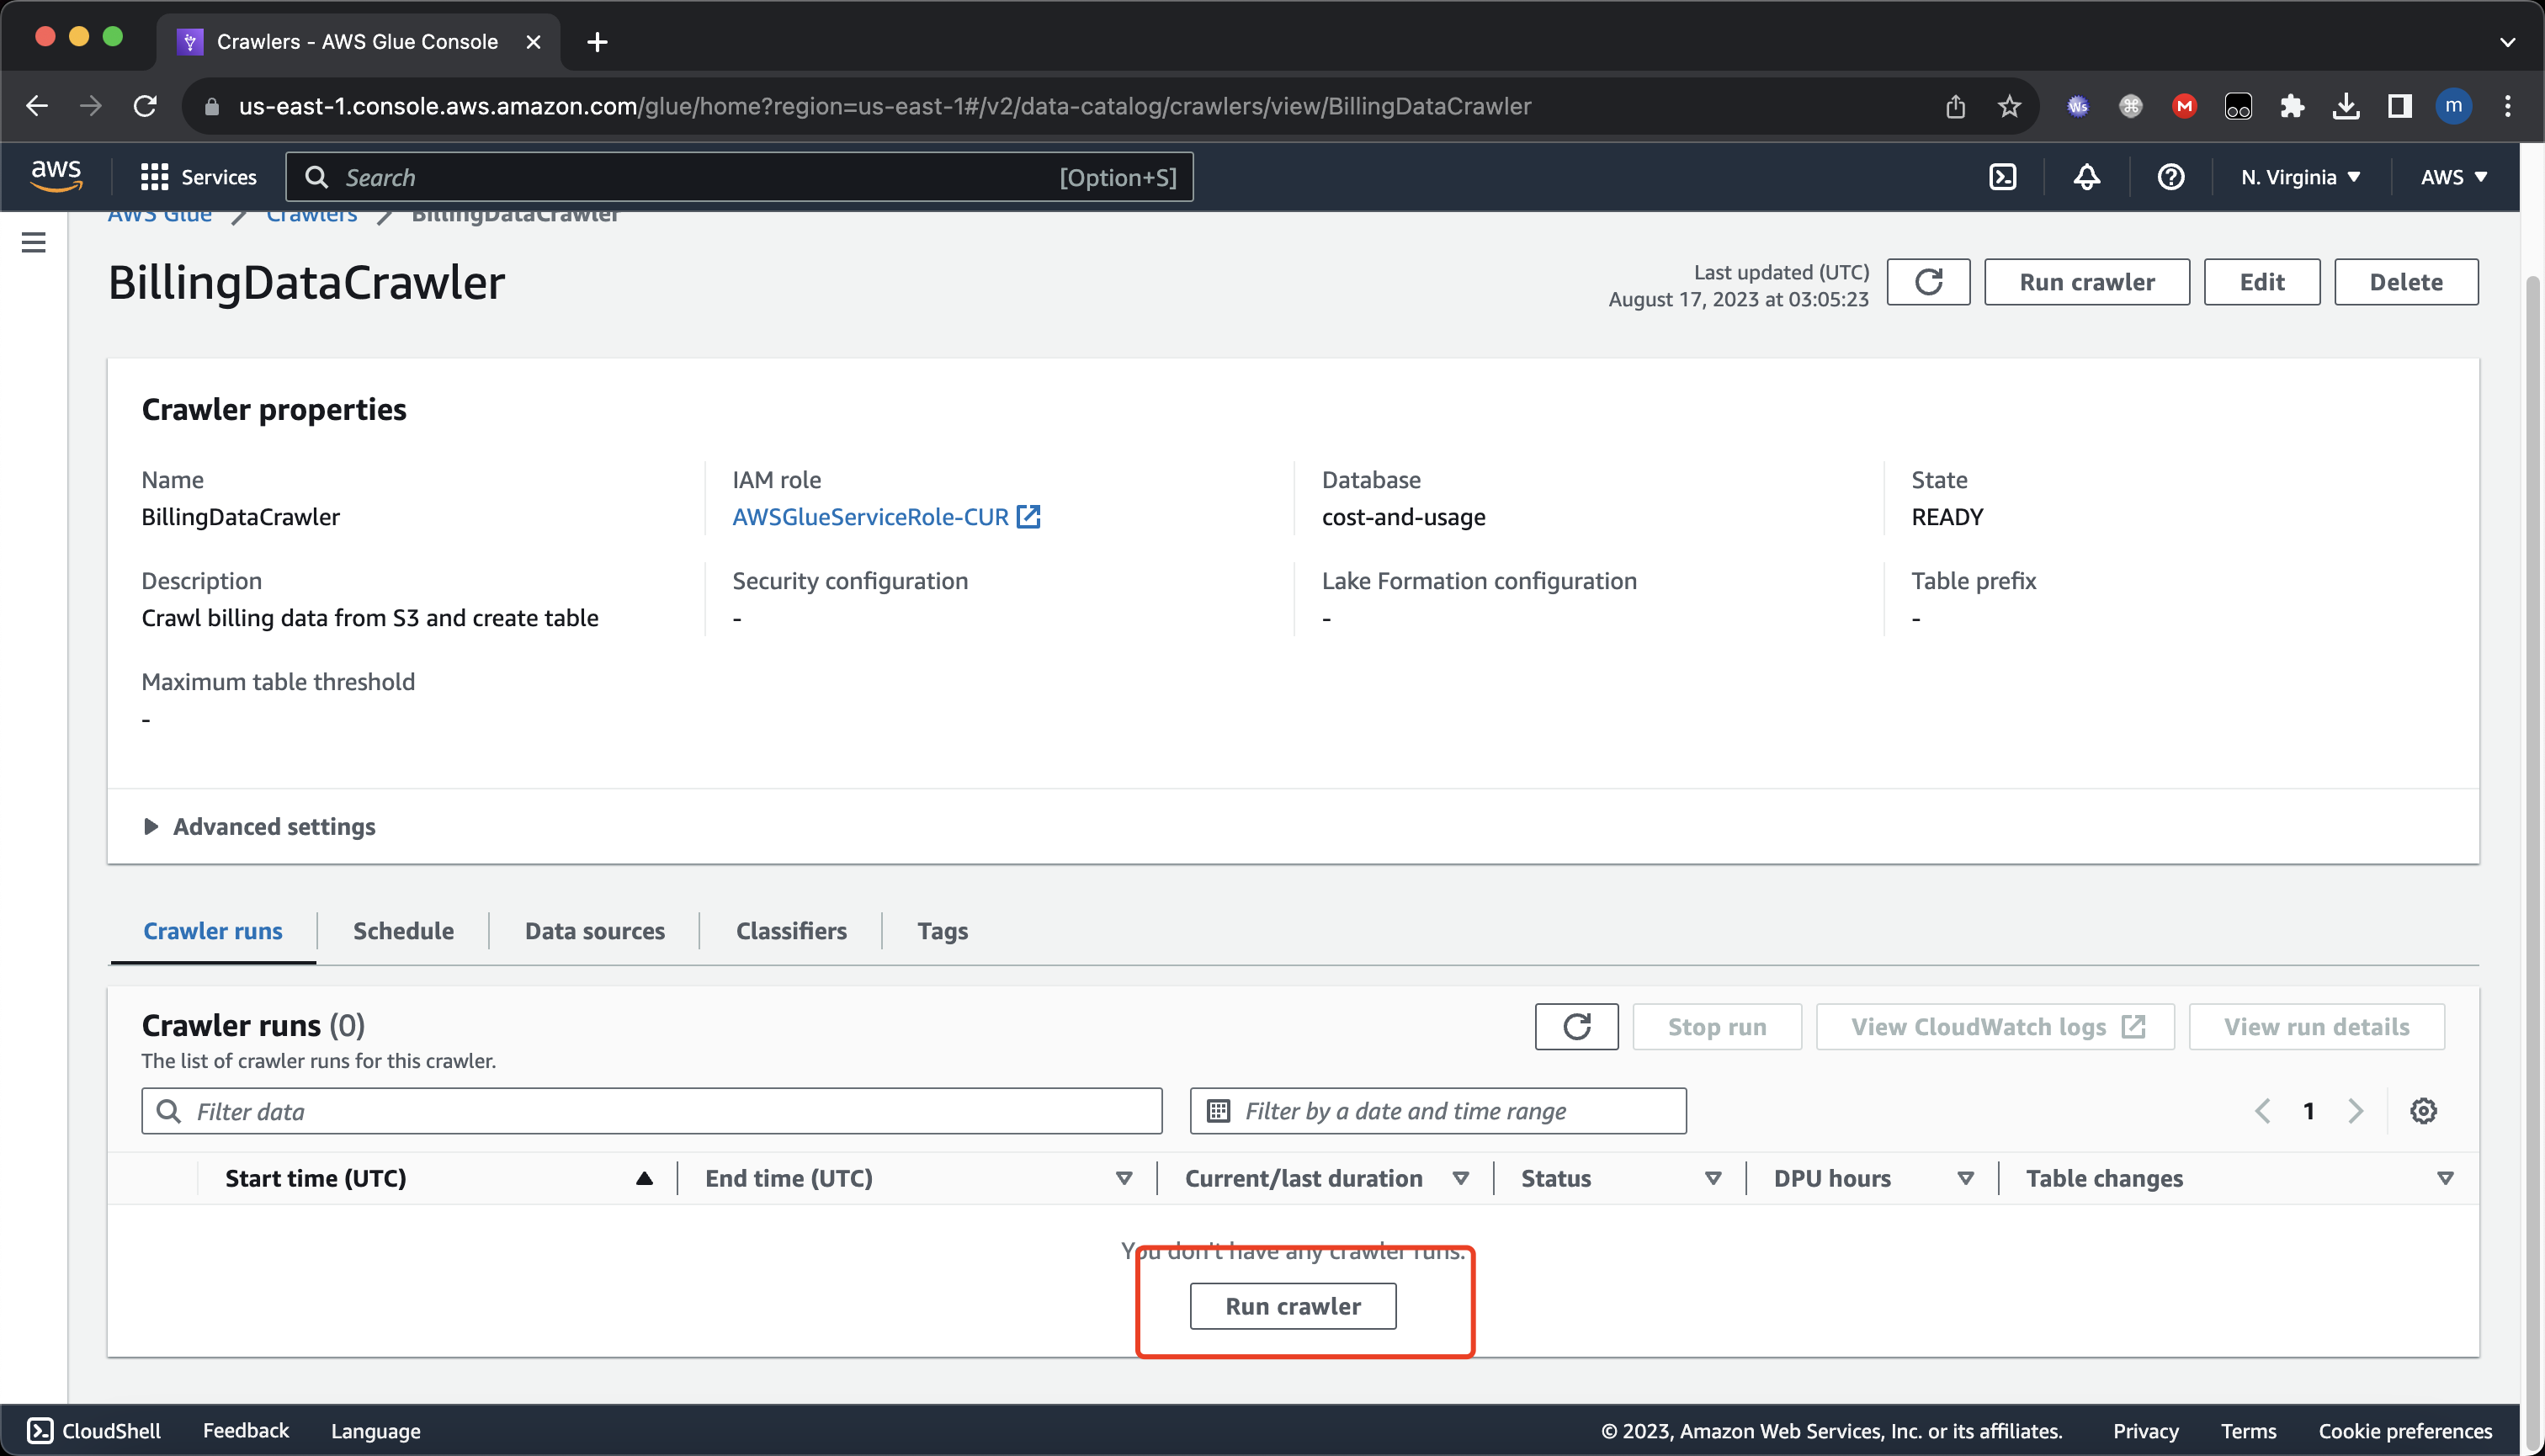 Crawlers - AWS Glue Console
us-east-1.console.aws.amazon.com/glue/home?region=us-east-1#/v2/data-catalog/crawlers/view/BillingDataCrawler
Ws
M
m
aws
Services
Search
[Option+S]
N. Virginia
AWS
AWS Glue
Crawlers
BillingDataCrawler
BillingDataCrawler
Last updated (UTC)
August 17, 2023 at 03:05:23
Run crawler
Edit
Delete
Crawler properties
Name
BillingDataCrawler
IAM role
AWSGlueServiceRole-CUR
Database
cost-and-usage
State
READY
Description
Crawl billing data from S3 and create table
Security configuration
-
Lake Formation configuration
-
Table prefix
-
Maximum table threshold
-
Advanced settings
Crawler runs
Schedule
Data sources
Classifiers
Tags
Crawler runs (0)
The list of crawler runs for this crawler.
Stop run
View CloudWatch logs
View run details
Filter data
Filter by a date and time range
1
Start time (UTC)
End time (UTC)
Current/last duration
Status
DPU hours
Table changes
You don't have any crawler runs.
Run crawler
CloudShell
Feedback
Language
© 2023, Amazon Web Services, Inc. or its affiliates.
Privacy
Terms
Cookie preferences